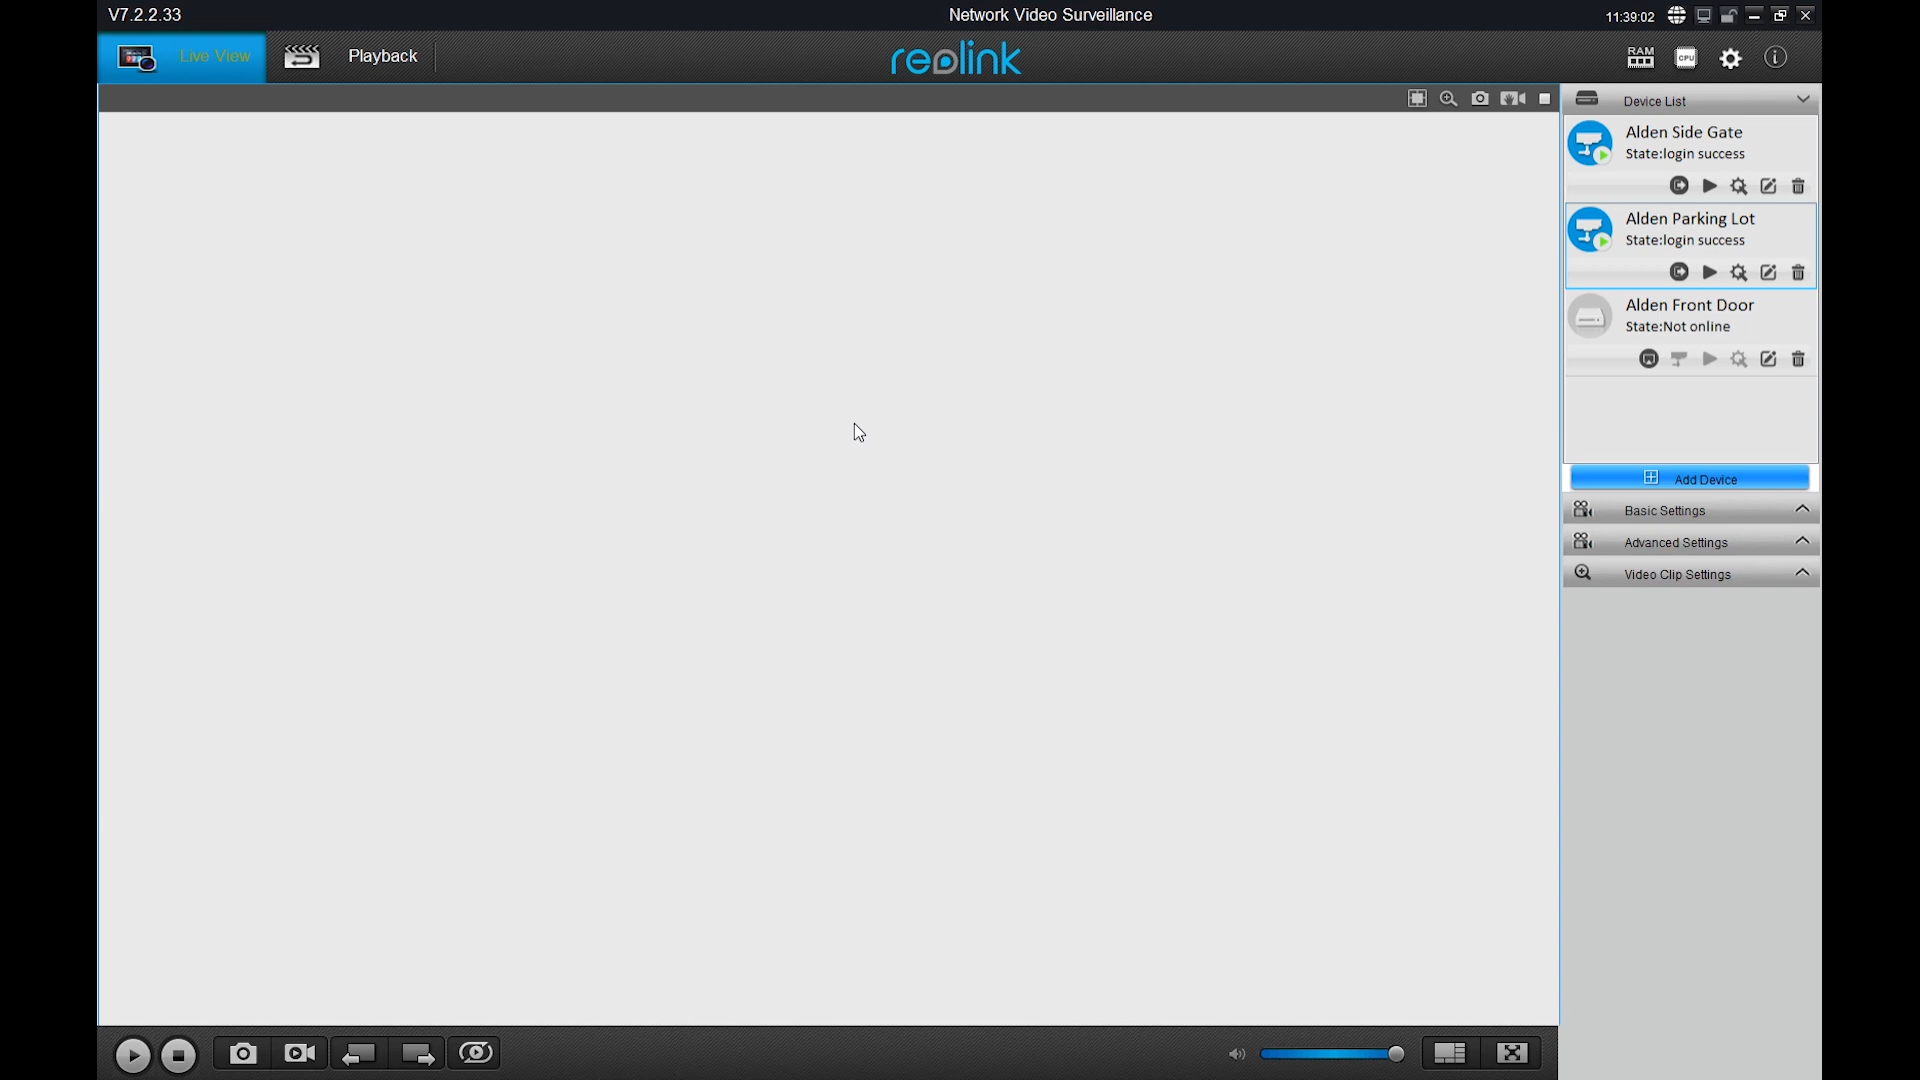 V7.2.2.33
Network Video Surveillance
11:39:02
Live View
Playback
reolink
RAM
CPU
Device List
Alden Side Gate
State:login success
Alden Parking Lot
State:login success
Alden Front Door
State:Not online
Add Device
Basic Settings
Advanced Settings
Video Clip Settings